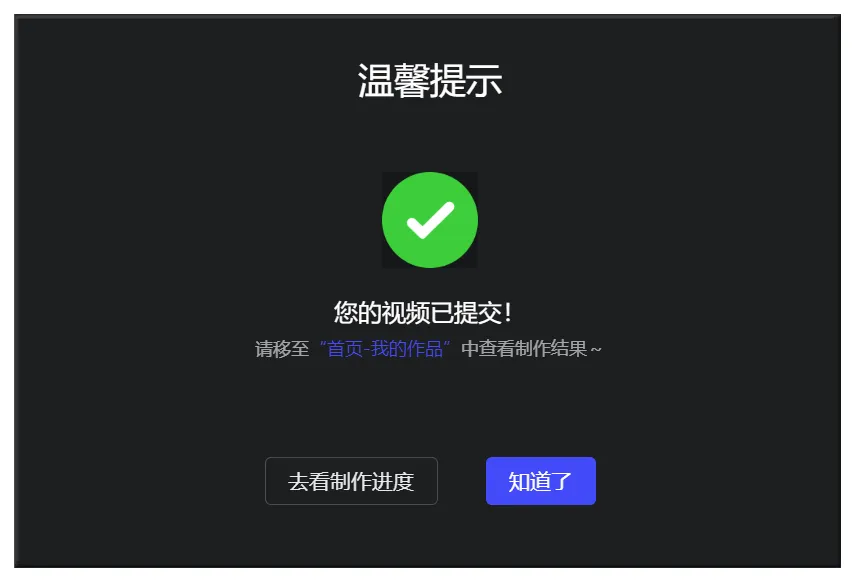 温馨提示
您的视频已提交！
请移至“首页-我的作品”中查看制作结果~
去看制作进度
知道了